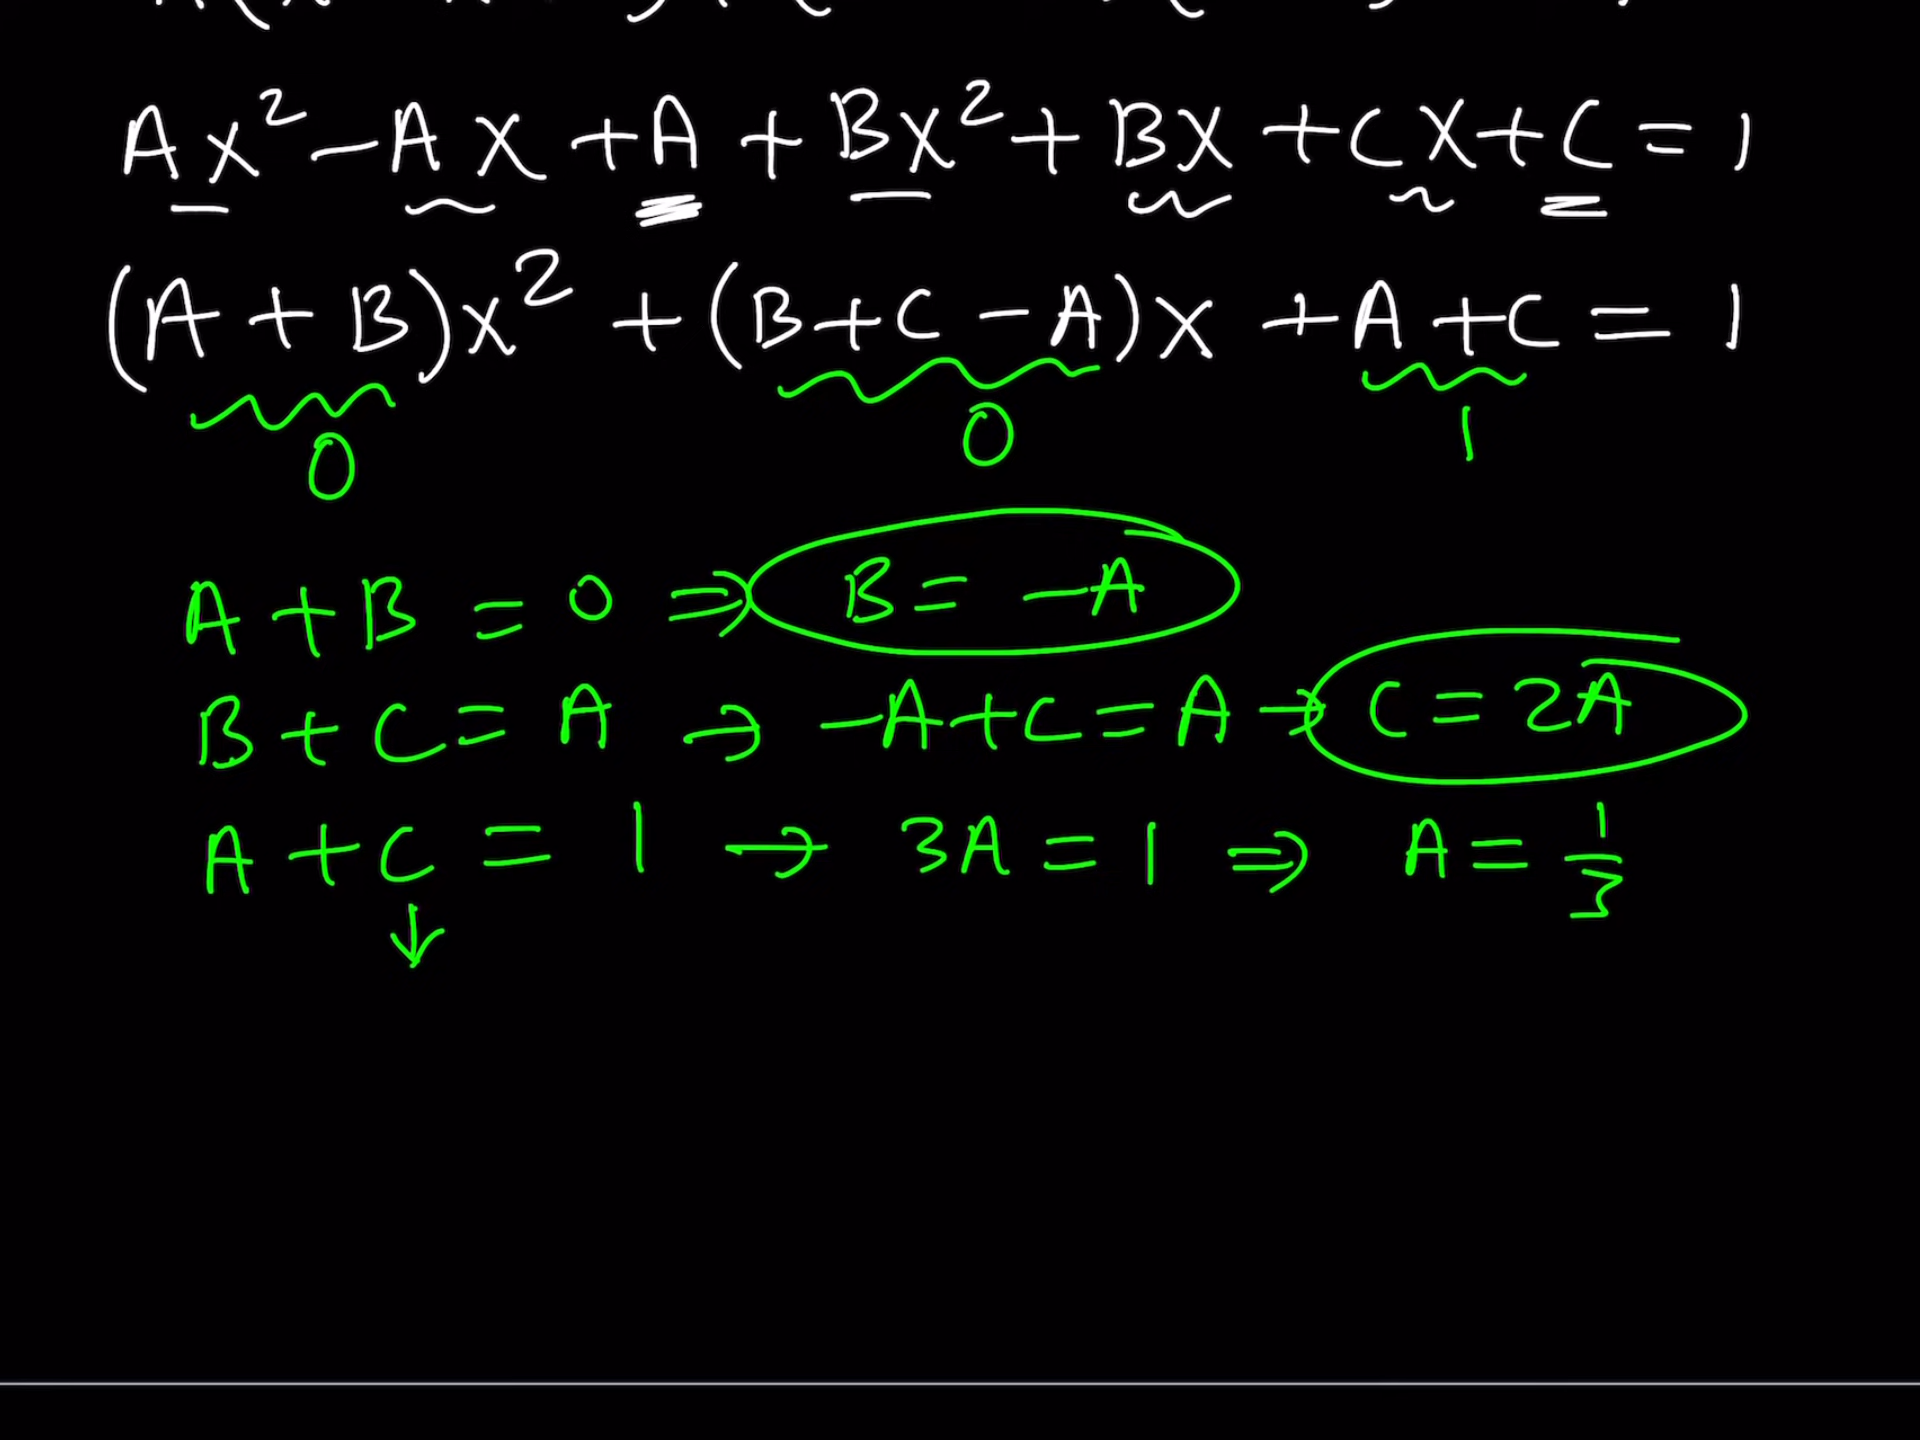 Ax² - Ax + A + Bx² + Bx + Cx + C = 1
(A + B)x² + (B + C - A)x + A + C = 1
0 0 1
A + B = 0 ⇒ B = -A
B + C = A → -A + C = A → C = 2A
A + C = 1 → 3A = 1 ⇒ A = 1/3
↓